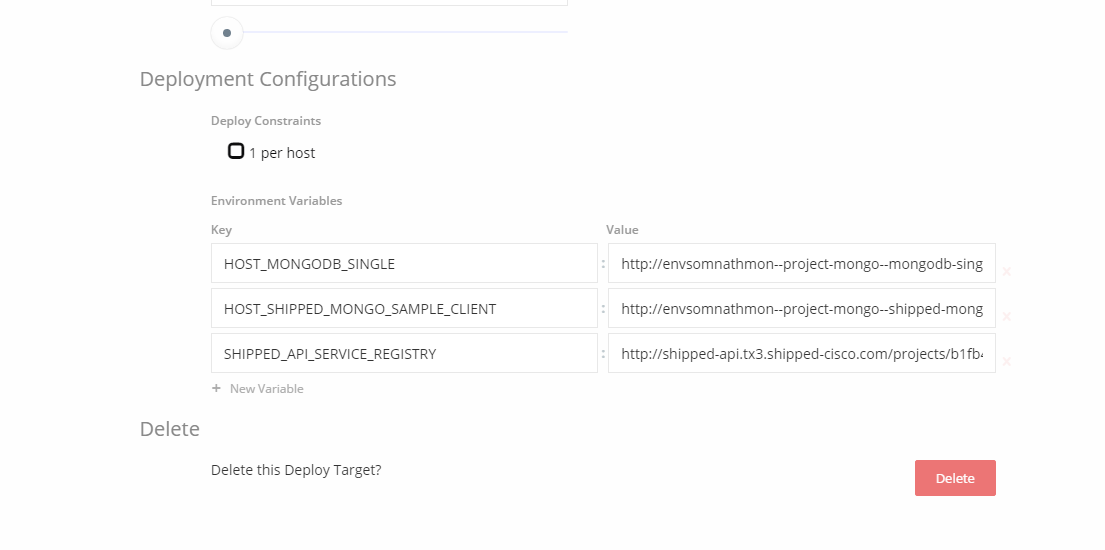 Deployment Configurations
Deploy Constraints
1 per host
Environment Variables
Key Value
HOST_MONGODB_SINGLE : http://envsomnathmon--project-mongo--mongodb-sing
HOST_SHIPPED_MONGO_SAMPLE_CLIENT : http://envsomnathmon--project-mongo--shipped-mong
SHIPPED_API_SERVICE_REGISTRY : http://shipped-api.tx3.shipped-cisco.com/projects/b1fb4
+ New Variable
Delete
Delete this Deploy Target?
Delete